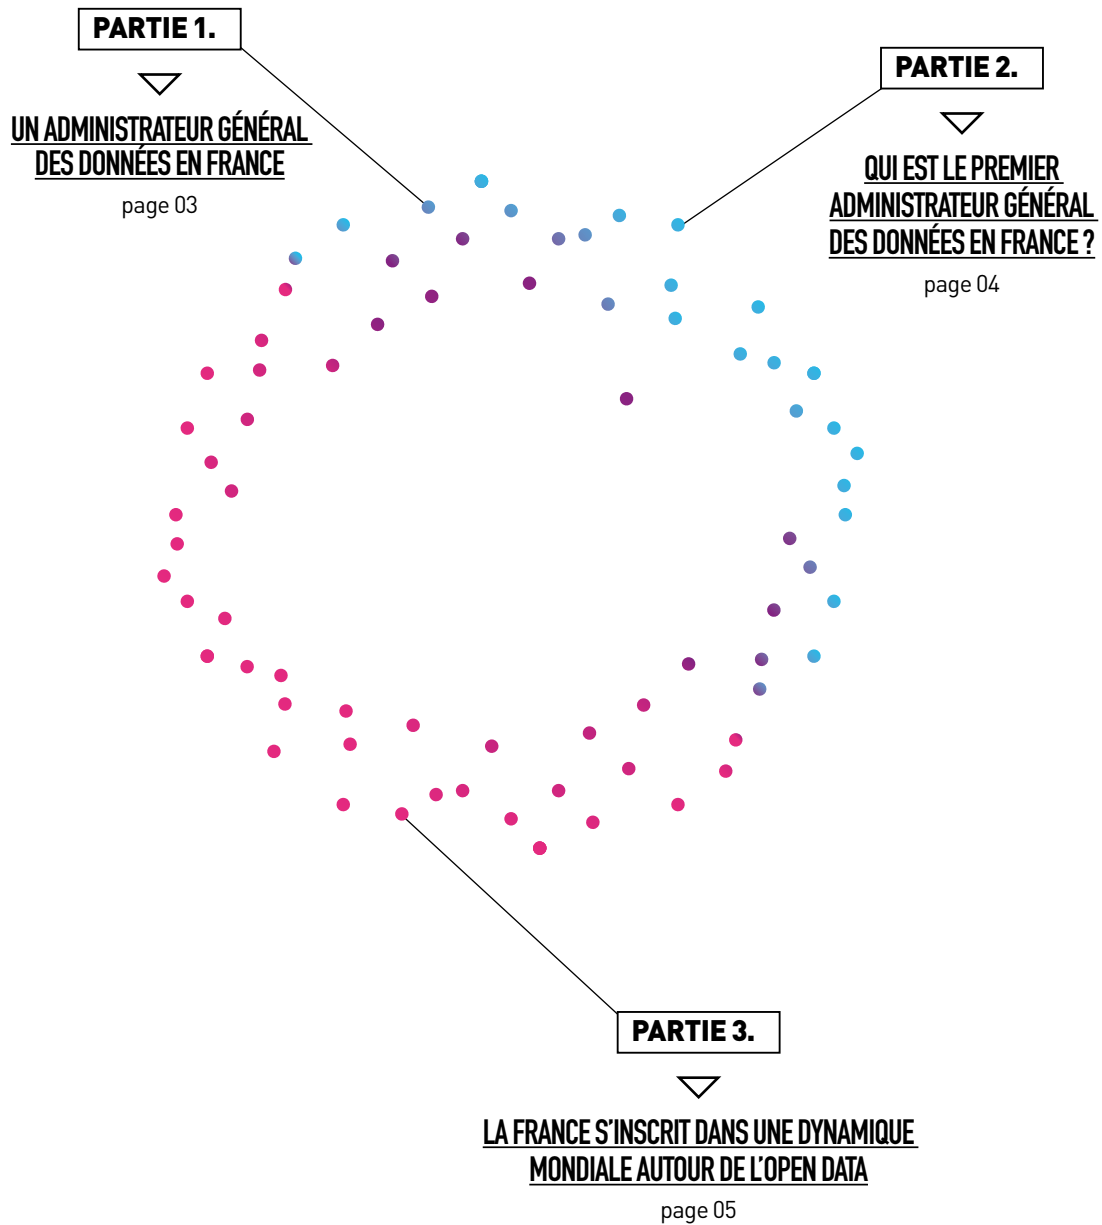 PARTIE 1.
UN ADMINISTRATEUR GÉNÉRAL
DES DONNÉES EN FRANCE
page 03
PARTIE 2.
QUI EST LE PREMIER
ADMINISTRATEUR GÉNÉRAL
DES DONNÉES EN FRANCE ?
page 04
PARTIE 3.
LA FRANCE S’INSCRIT DANS UNE DYNAMIQUE
MONDIALE AUTOUR DE L’OPEN DATA
page 05